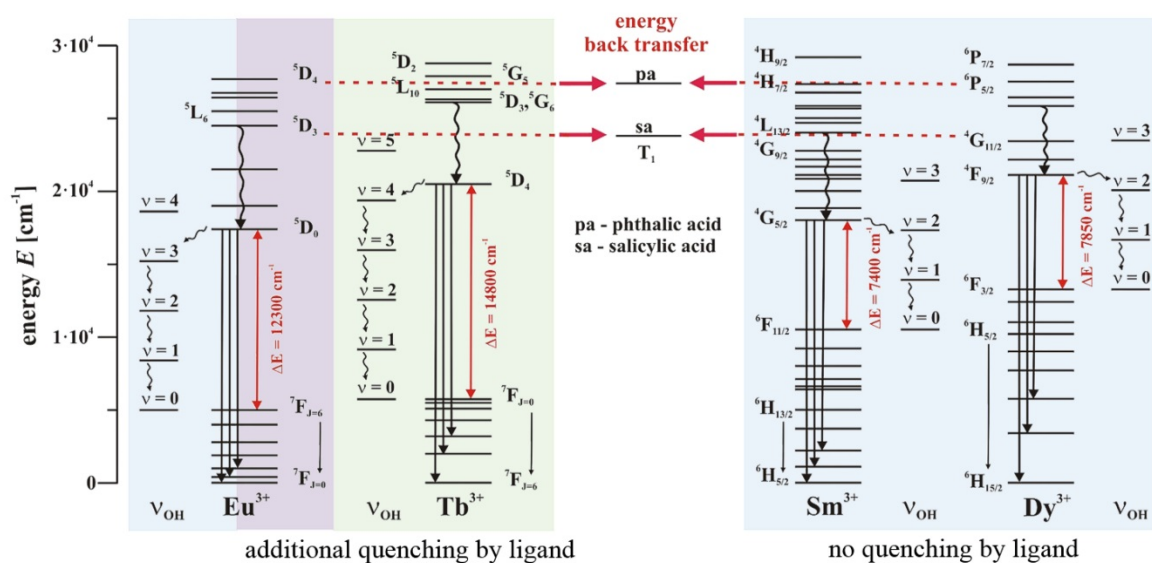 energy
back transfer
3·10⁴
2·10⁴
1·10⁴
0
energy E [cm⁻¹]
⁵D₄
⁵L₆
⁵D₃
ν = 4
⁵D₀
ν = 3
ν = 2
ν = 1
ν = 0
ΔE = 12300 cm⁻¹
⁷F_J=6
⁷F_J=0
ν_OH
Eu³⁺
⁵D₂
⁵G₅
⁵L₁₀
⁵D₃,⁵G₆
ν = 5
⁵D₄
ν = 4
ν = 3
ν = 2
ν = 1
ν = 0
ΔE = 14800 cm⁻¹
⁷F_J=0
⁷F_J=6
ν_OH
Tb³⁺
additional quenching by ligand
pa
sa
T₁
pa - phthalic acid
sa - salicylic acid
⁴H₉/₂
⁴H₇/₂
⁴L₁₃/₂
⁴G₉/₂
⁴G₅/₂
ν = 3
ν = 2
ν = 1
ν = 0
ΔE = 7400 cm⁻¹
⁶F₁₁/₂
⁶H₁₃/₂
⁶H₅/₂
Sm³⁺
ν_OH
⁶P₇/₂
⁶P₅/₂
⁴G₁₁/₂
⁴F₉/₂
ν = 3
ν = 2
ν = 1
ν = 0
ΔE = 7850 cm⁻¹
⁶F₃/₂
⁶H₅/₂
⁶H₁₅/₂
Dy³⁺
ν_OH
no quenching by ligand